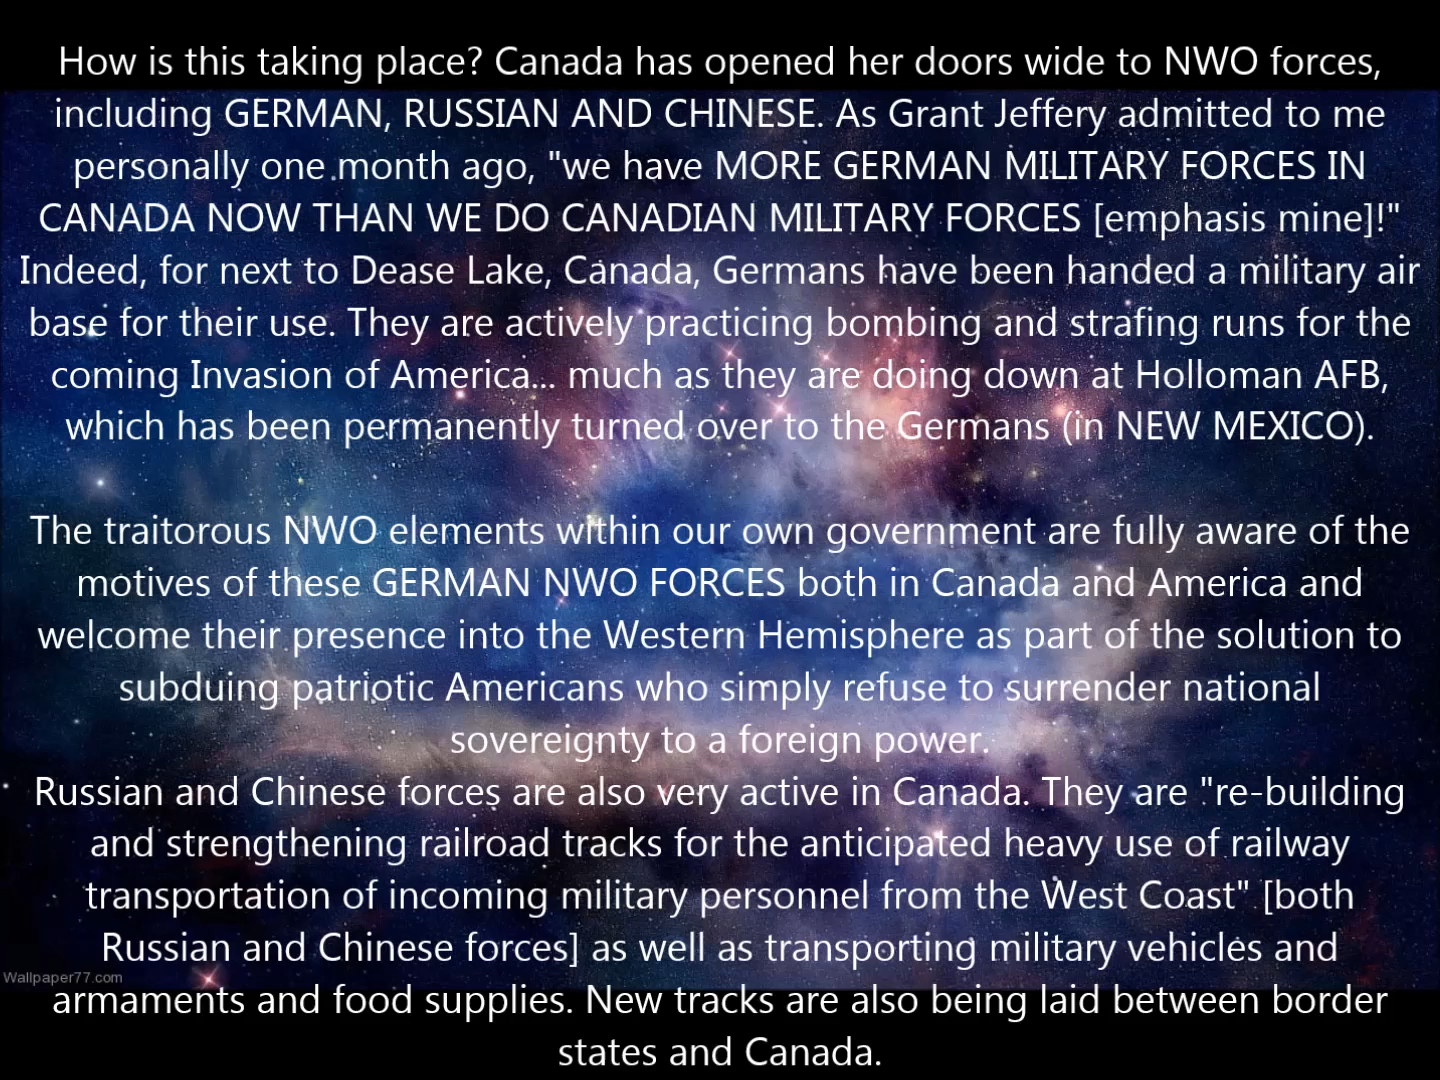 How is this taking place? Canada has opened her doors wide to NWO forces,
including GERMAN, RUSSIAN AND CHINESE. As Grant Jeffery admitted to me
personally one month ago, "we have MORE GERMAN MILITARY FORCES IN
CANADA NOW THAN WE DO CANADIAN MILITARY FORCES [emphasis mine]!"
Indeed, for next to Dease Lake, Canada, Germans have been handed a military air
base for their use. They are actively practicing bombing and strafing runs for the
coming Invasion of America... much as they are doing down at Holloman AFB,
which has been permanently turned over to the Germans (in NEW MEXICO).
The traitorous NWO elements within our own government are fully aware of the
motives of these GERMAN NWO FORCES both in Canada and America and
welcome their presence into the Western Hemisphere as part of the solution to
subduing patriotic Americans who simply refuse to surrender national
sovereignty to a foreign power.
Russian and Chinese forces are also very active in Canada. They are "re-building
and strengthening railroad tracks for the anticipated heavy use of railway
transportation of incoming military personnel from the West Coast" [both
Russian and Chinese forces] as well as transporting military vehicles and
Wallpaper77.com
armaments and food supplies. New tracks are also being laid between border
states and Canada.